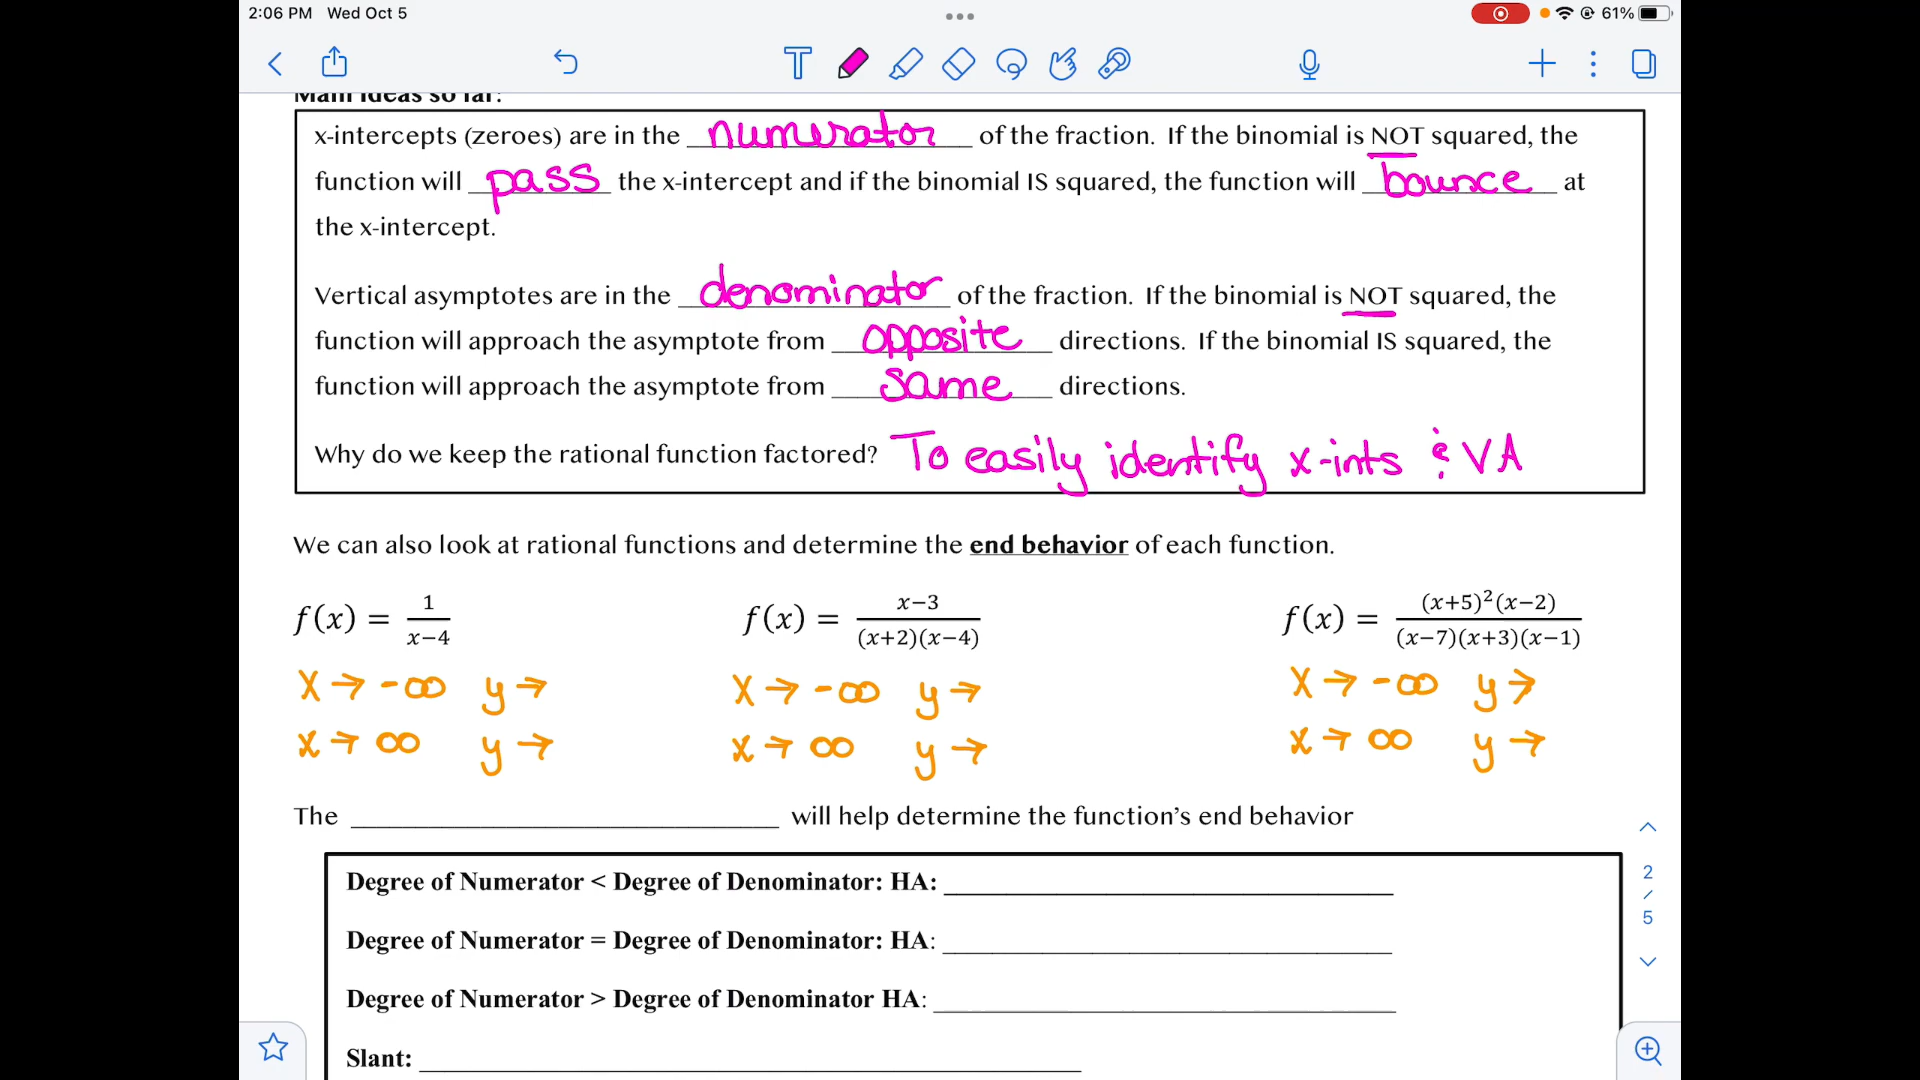 2:06 PM Wed Oct 5
61%
Main ideas so far:
x-intercepts (zeroes) are in the numerator of the fraction. If the binomial is NOT squared, the
function will pass the x-intercept and if the binomial IS squared, the function will bounce at
the x-intercept.
Vertical asymptotes are in the denominator of the fraction. If the binomial is NOT squared, the
function will approach the asymptote from opposite directions. If the binomial IS squared, the
function will approach the asymptote from same directions.
Why do we keep the rational function factored? To easily identify x-ints & VA
We can also look at rational functions and determine the end behavior of each function.
f(x) = 1/(x−4) f(x) = (x−3)/((x+2)(x−4)) f(x) = ((x+5)²(x−2))/((x−7)(x+3)(x−1))
x → -∞ y → x → -∞ y → x → -∞ y →
x → ∞ y → x → ∞ y → x → ∞ y →
The ______ will help determine the function's end behavior
Degree of Numerator < Degree of Denominator: HA: ______
Degree of Numerator = Degree of Denominator: HA: ______
Degree of Numerator > Degree of Denominator HA: ______
Slant: ______
2
/
5